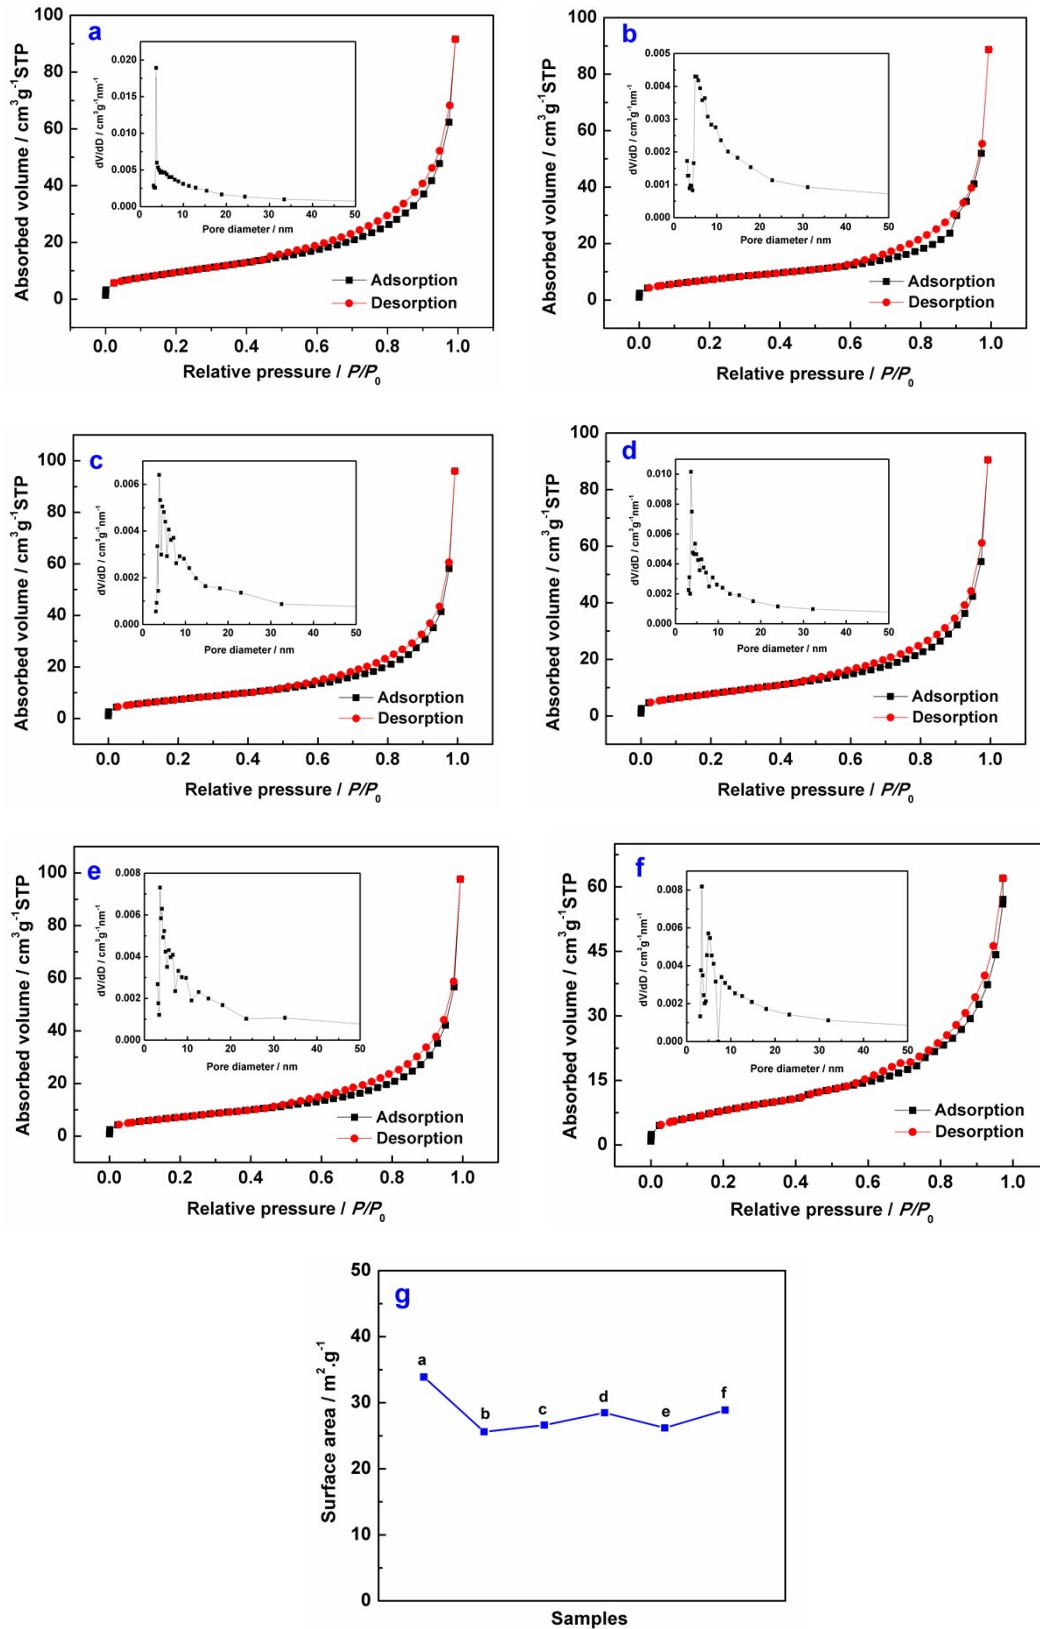 a
Absorbed volume / cm³g⁻¹STP
100
80
60
40
20
0
0.0 0.2 0.4 0.6 0.8 1.0
Relative pressure / P/P₀
dV/dD / cm³g⁻¹nm⁻¹
0.020
0.015
0.010
0.005
0.000
0 10 20 30 40 50
Pore diameter / nm
Adsorption
Desorption
b
Absorbed volume / cm³g⁻¹STP
100
80
60
40
20
0
0.0 0.2 0.4 0.6 0.8 1.0
Relative pressure / P/P₀
dV/dD / cm³g⁻¹nm⁻¹
0.005
0.004
0.003
0.002
0.001
0.000
0 10 20 30 40 50
Pore diameter / nm
Adsorption
Desorption
c
Absorbed volume / cm³g⁻¹STP
100
80
60
40
20
0
0.0 0.2 0.4 0.6 0.8 1.0
Relative pressure / P/P₀
dV/dD / cm³g⁻¹nm⁻¹
0.006
0.004
0.002
0.000
0 10 20 30 40 50
Pore diameter / nm
Adsorption
Desorption
d
Absorbed volume / cm³g⁻¹STP
100
80
60
40
20
0
0.0 0.2 0.4 0.6 0.8 1.0
Relative pressure / P/P₀
dV/dD / cm³g⁻¹nm⁻¹
0.010
0.008
0.006
0.004
0.002
0.000
0 10 20 30 40 50
Pore diameter / nm
Adsorption
Desorption
e
Absorbed volume / cm³g⁻¹STP
100
80
60
40
20
0
0.0 0.2 0.4 0.6 0.8 1.0
Relative pressure / P/P₀
dV/dD / cm³g⁻¹nm⁻¹
0.008
0.006
0.004
0.002
0.000
0 10 20 30 40 50
Pore diameter / nm
Adsorption
Desorption
f
Absorbed volume / cm³g⁻¹STP
60
45
30
15
0
0.0 0.2 0.4 0.6 0.8 1.0
Relative pressure / P/P₀
dV/dD / cm³g⁻¹nm⁻¹
0.008
0.006
0.004
0.002
0.000
0 10 20 30 40 50
Pore diameter / nm
Adsorption
Desorption
g
Surface area / m².g⁻¹
50
40
30
20
10
0
a
b
c
d
e
f
Samples